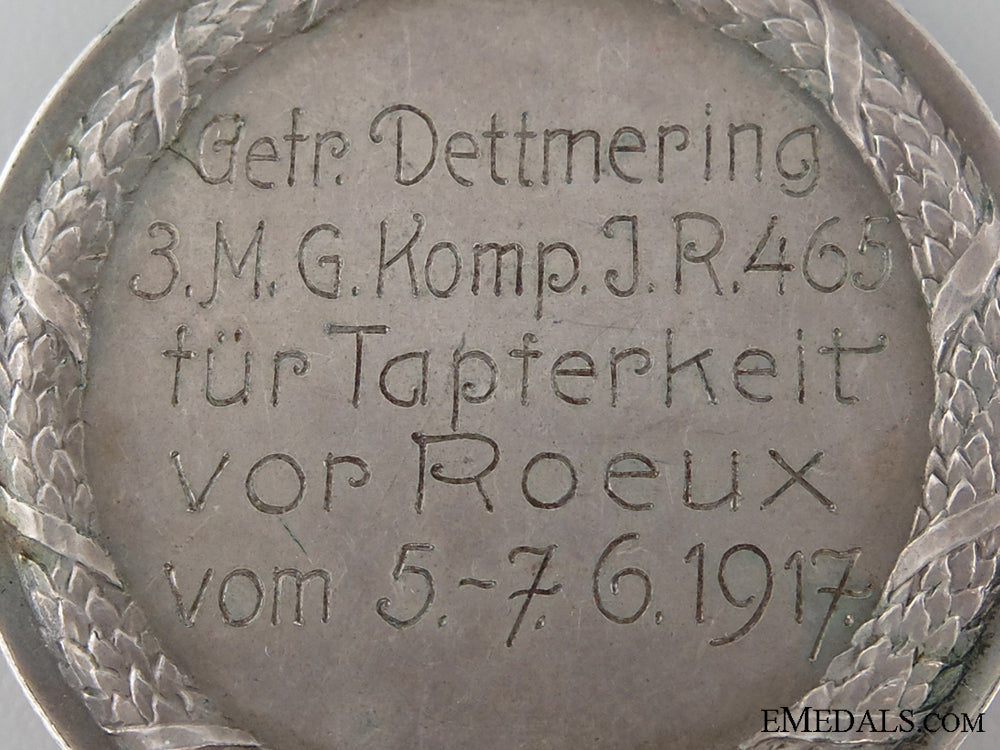 Gefr. Dettmering
3. M. G. Komp. J. R. 465
für Tapferkeit
vor Roeux
vom 5.-7. 6. 1917.
EMEDALS.COM